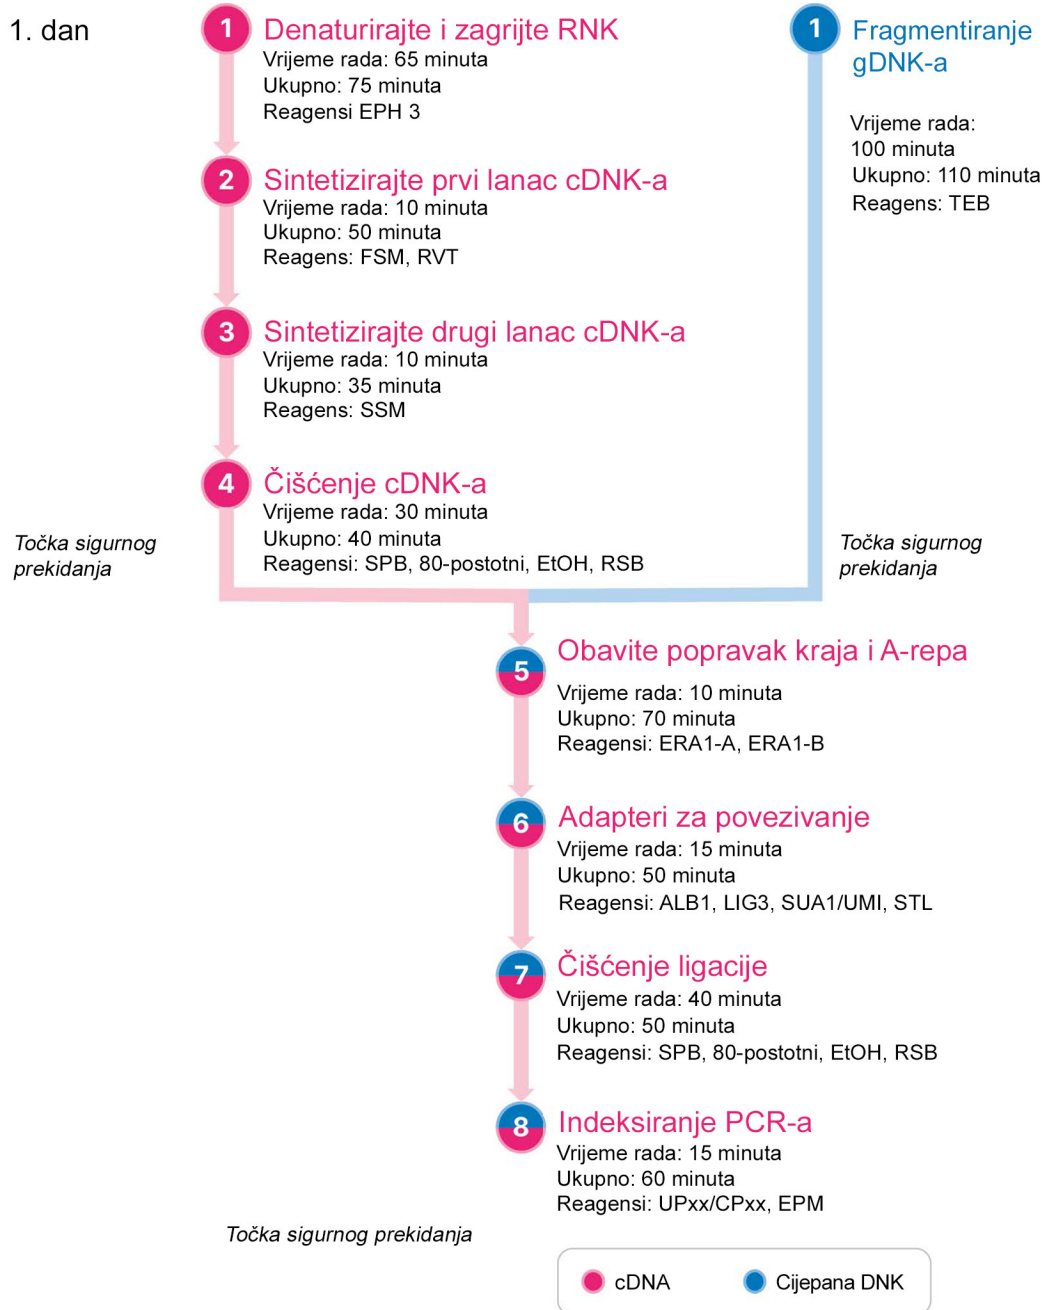 1. dan
1
Denaturirajte i zagrijte RNK
Vrijeme rada: 65 minuta
Ukupno: 75 minuta
Reagensi EPH 3
1
Fragmentiranje
gDNK-a
Vrijeme rada:
100 minuta
Ukupno: 110 minuta
Reagens: TEB
2
Sintetizirajte prvi lanac cDNK-a
Vrijeme rada: 10 minuta
Ukupno: 50 minuta
Reagens: FSM, RVT
3
Sintetizirajte drugi lanac cDNK-a
Vrijeme rada: 10 minuta
Ukupno: 35 minuta
Reagens: SSM
4
Čišćenje cDNK-a
Vrijeme rada: 30 minuta
Ukupno: 40 minuta
Reagensi: SPB, 80-postotni, EtOH, RSB
Točka sigurnog
prekidanja
Točka sigurnog
prekidanja
5
Obavite popravak kraja i A-repa
Vrijeme rada: 10 minuta
Ukupno: 70 minuta
Reagensi: ERA1-A, ERA1-B
6
Adapteri za povezivanje
Vrijeme rada: 15 minuta
Ukupno: 50 minuta
Reagensi: ALB1, LIG3, SUA1/UMI, STL
7
Čišćenje ligacije
Vrijeme rada: 40 minuta
Ukupno: 50 minuta
Reagensi: SPB, 80-postotni, EtOH, RSB
8
Indeksiranje PCR-a
Vrijeme rada: 15 minuta
Ukupno: 60 minuta
Reagensi: UPxx/CPxx, EPM
Točka sigurnog prekidanja
cDNA
Cijepana DNK